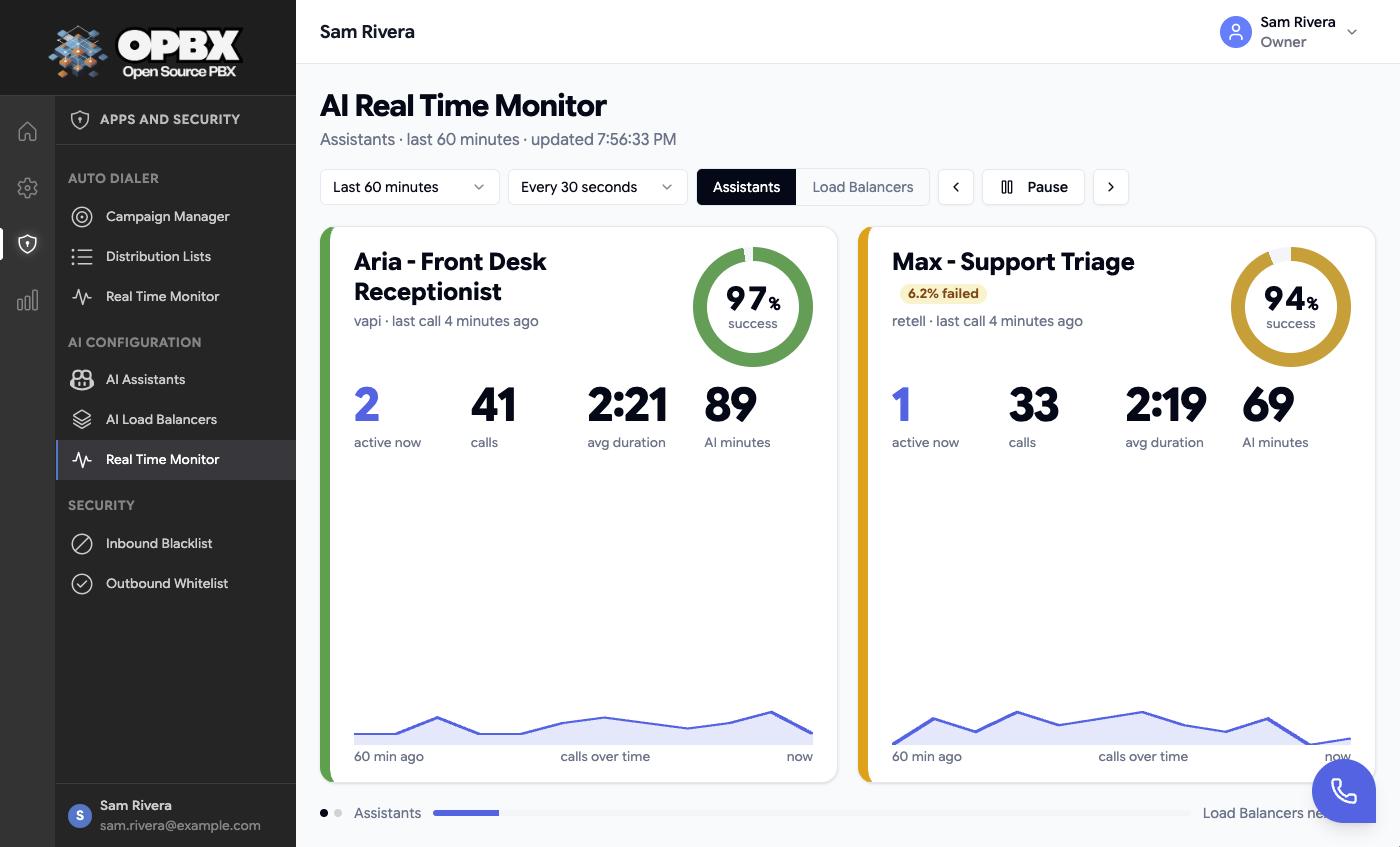 OPBX
Open Source PBX
APPS AND SECURITY
AUTO DIALER
Campaign Manager
Distribution Lists
Real Time Monitor
AI CONFIGURATION
AI Assistants
AI Load Balancers
Real Time Monitor
SECURITY
Inbound Blacklist
Outbound Whitelist
S
Sam Rivera
sam.rivera@example.com
Sam Rivera
Sam Rivera
Owner
AI Real Time Monitor
Assistants · last 60 minutes · updated 7:56:33 PM
Last 60 minutes
Every 30 seconds
Assistants
Load Balancers
Pause
Aria - Front Desk
Receptionist
vapi · last call 4 minutes ago
97%
success
2
active now
41
calls
2:21
avg duration
89
AI minutes
60 min ago
calls over time
now
Max - Support Triage
6.2% failed
retell · last call 4 minutes ago
94%
success
1
active now
33
calls
2:19
avg duration
69
AI minutes
60 min ago
calls over time
now
Assistants
Load Balancers